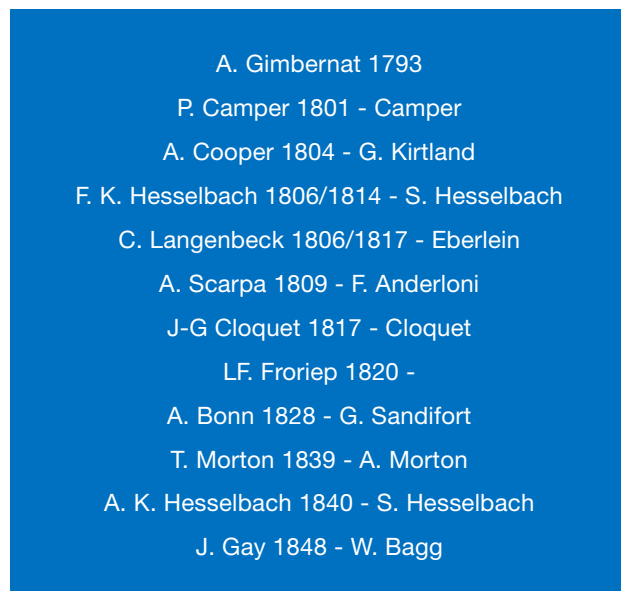 A. Gimbernat 1793
P. Camper 1801 - Camper
A. Cooper 1804 - G. Kirtland
F. K. Hesselbach 1806/1814 - S. Hesselbach
C. Langenbeck 1806/1817 - Eberlein
A. Scarpa 1809 - F. Anderloni
J-G Cloquet 1817 - Cloquet
LF. Froriep 1820 -
A. Bonn 1828 - G. Sandifort
T. Morton 1839 - A. Morton
A. K. Hesselbach 1840 - S. Hesselbach
J. Gay 1848 - W. Bagg